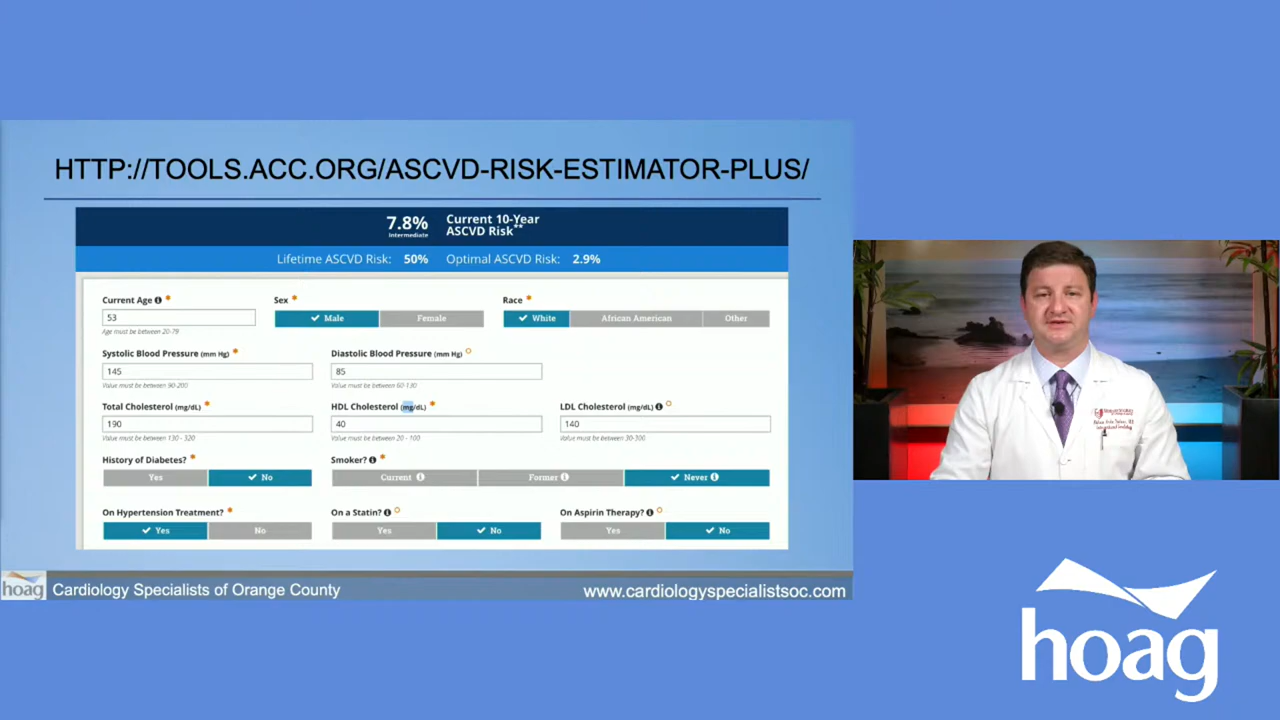 HTTP://TOOLS.ACC.ORG/ASCVD-RISK-ESTIMATOR-PLUS/
7.8% Current 10-Year
Intermediate ASCVD Risk**
Lifetime ASCVD Risk: 50% Optimal ASCVD Risk: 2.9%
Current Age * Sex * Race *
53 Male Female White African American Other
Age must be between 20-79
Systolic Blood Pressure (mm Hg) * Diastolic Blood Pressure (mm Hg)
145 85
Value must be between 90-200 Value must be between 60-130
Total Cholesterol (mg/dL) * HDL Cholesterol (mg/dL) * LDL Cholesterol (mg/dL)
190 40 140
Value must be between 130 - 320 Value must be between 20 - 100 Value must be between 30-300
History of Diabetes? * Smoker? *
Yes No Current Former Never
On Hypertension Treatment? * On a Statin? On Aspirin Therapy?
Yes No Yes No Yes No
hoag Cardiology Specialists of Orange County www.cardiologyspecialistsoc.com
hoag